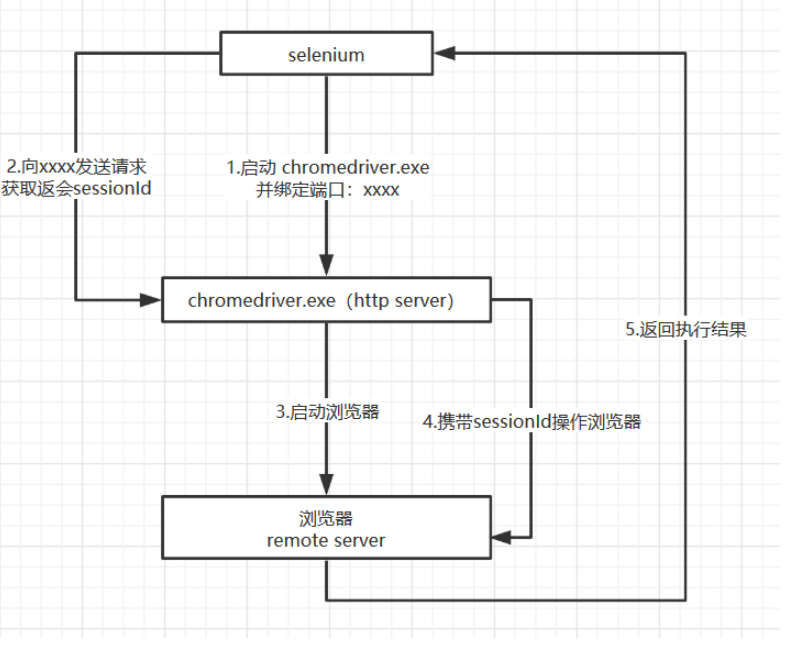 selenium
2.向xxxx发送请求
获取返会sessionId
1.启动 chromedriver.exe
并绑定端口：xxxx
chromedriver.exe（http server）
5.返回执行结果
3.启动浏览器
4.携带sessionId操作浏览器
浏览器
remote server